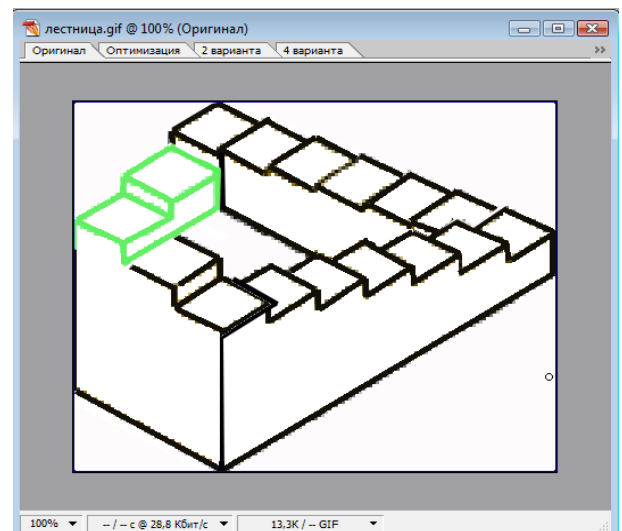 лестница.gif @ 100% (Оригинал)
Оригинал Оптимизация 2 варианта 4 варианта
100% -- / -- с @ 28,8 Кбит/с 13,3K / -- GIF